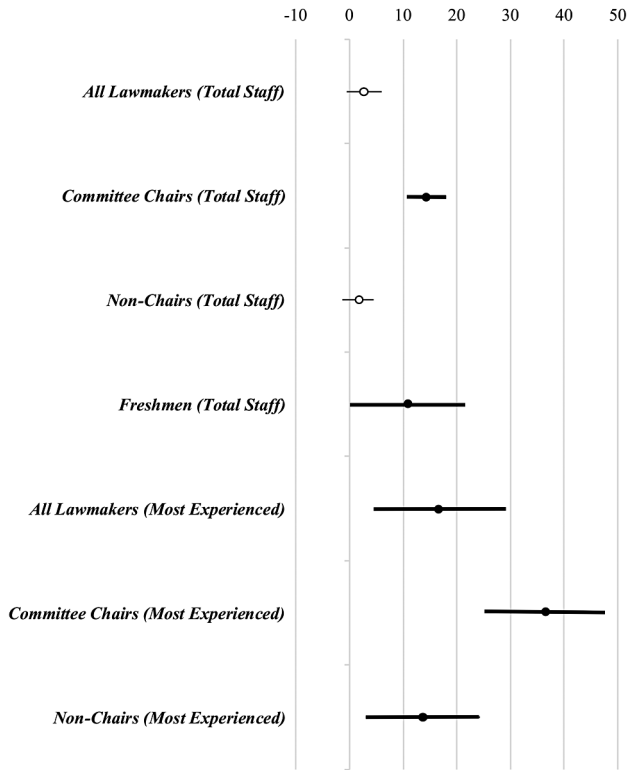 -10 0 10 20 30 40 50
All Lawmakers (Total Staff)
Committee Chairs (Total Staff)
Non-Chairs (Total Staff)
Freshmen (Total Staff)
All Lawmakers (Most Experienced)
Committee Chairs (Most Experienced)
Non-Chairs (Most Experienced)